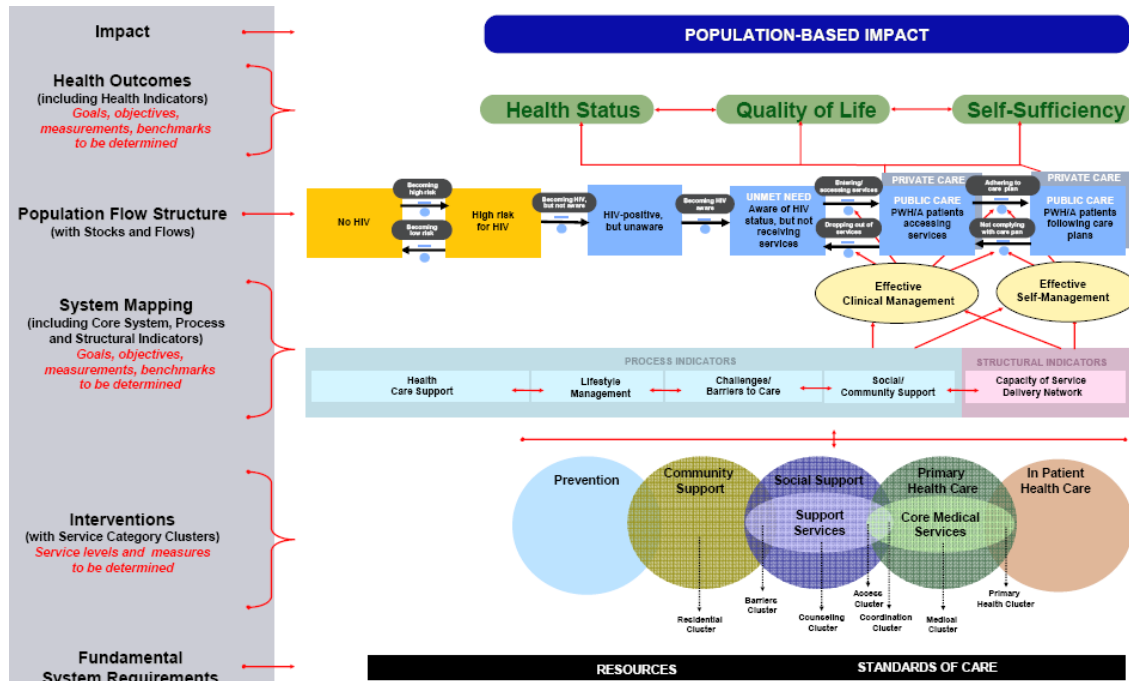 Impact
POPULATION-BASED IMPACT
Health Outcomes
(including Health Indicators)
Goals, objectives,
measurements, benchmarks
to be determined
Health Status
Quality of Life
Self-Sufficiency
Population Flow Structure
(with Stocks and Flows)
No HIV
Becoming
high risk
Becoming
low risk
High risk
for HIV
Becoming HIV,
but not aware
HIV-positive,
but unaware
Becoming HIV
aware
UNMET NEED
Aware of HIV
status, but not
receiving
services
Entering/
accessing services
Dropping out of
services
PRIVATE CARE
PUBLIC CARE
PWH/A patients
accessing
services
Adhering to
care plan
Not complying
with care plan
PRIVATE CARE
PUBLIC CARE
PWH/A patients
following care
plans
Effective
Clinical Management
Effective
Self-Management
System Mapping
(including Core System, Process
and Structural Indicators)
Goals, objectives,
measurements, benchmarks
to be determined
PROCESS INDICATORS
STRUCTURAL INDICATORS
Health
Care Support
Lifestyle
Management
Challenges/
Barriers to Care
Social/
Community Support
Capacity of Service
Delivery Network
Interventions
(with Service Category Clusters)
Service levels and measures
to be determined
Prevention
Community
Support
Social Support
Primary
Health Care
In Patient
Health Care
Support
Services
Core Medical
Services
Residential
Cluster
Barriers
Cluster
Counseling
Cluster
Access
Cluster
Coordination
Cluster
Medical
Cluster
Primary
Health Cluster
Fundamental
System Requirements
RESOURCES
STANDARDS OF CARE